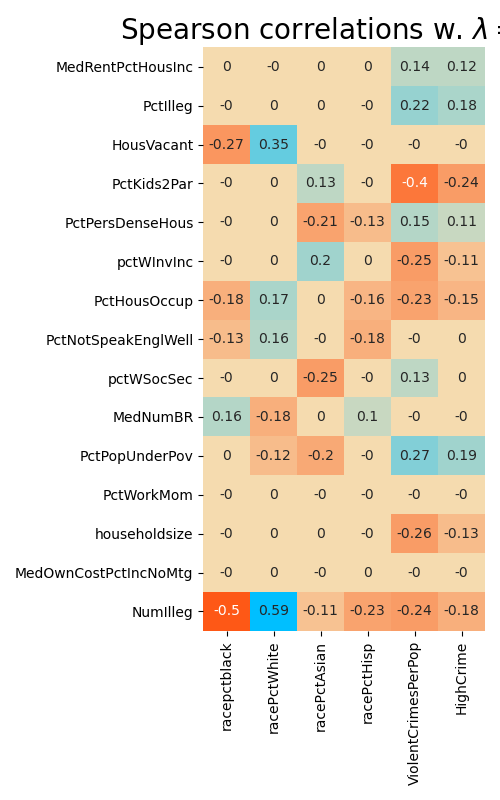 Spearson correlations w. λ =
MedRentPctHousInc 0 -0 0 0 0.14 0.12
PctIlleg -0 0 0 -0 0.22 0.18
HousVacant -0.27 0.35 -0 -0 -0 -0
PctKids2Par -0 0 0.13 -0 -0.4 -0.24
PctPersDenseHous -0 0 -0.21 -0.13 0.15 0.11
pctWInvInc -0 0 0.2 0 -0.25 -0.11
PctHousOccup -0.18 0.17 0 -0.16 -0.23 -0.15
PctNotSpeakEnglWell -0.13 0.16 -0 -0.18 -0 0
pctWSocSec -0 0 -0.25 -0 0.13 0
MedNumBR 0.16 -0.18 0 0.1 -0 -0
PctPopUnderPov 0 -0.12 -0.2 -0 0.27 0.19
PctWorkMom -0 0 -0 -0 -0 -0
householdsize -0 0 0 -0 -0.26 -0.13
MedOwnCostPctIncNoMtg -0 0 -0 0 -0 -0
NumIlleg -0.5 0.59 -0.11 -0.23 -0.24 -0.18
racepctblack
racePctWhite
racePctAsian
racePctHisp
ViolentCrimesPerPop
HighCrime